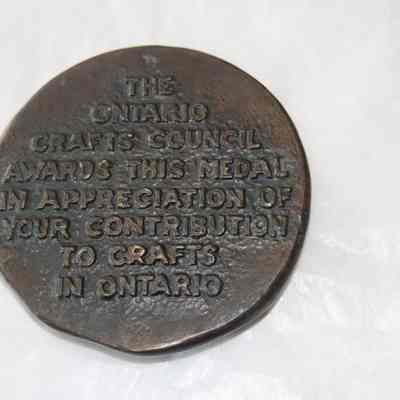 THE
ONTARIO
CRAFTS COUNCIL
AWARDS THIS MEDAL
IN APPRECIATION OF
YOUR CONTRIBUTION
TO CRAFTS
IN ONTARIO